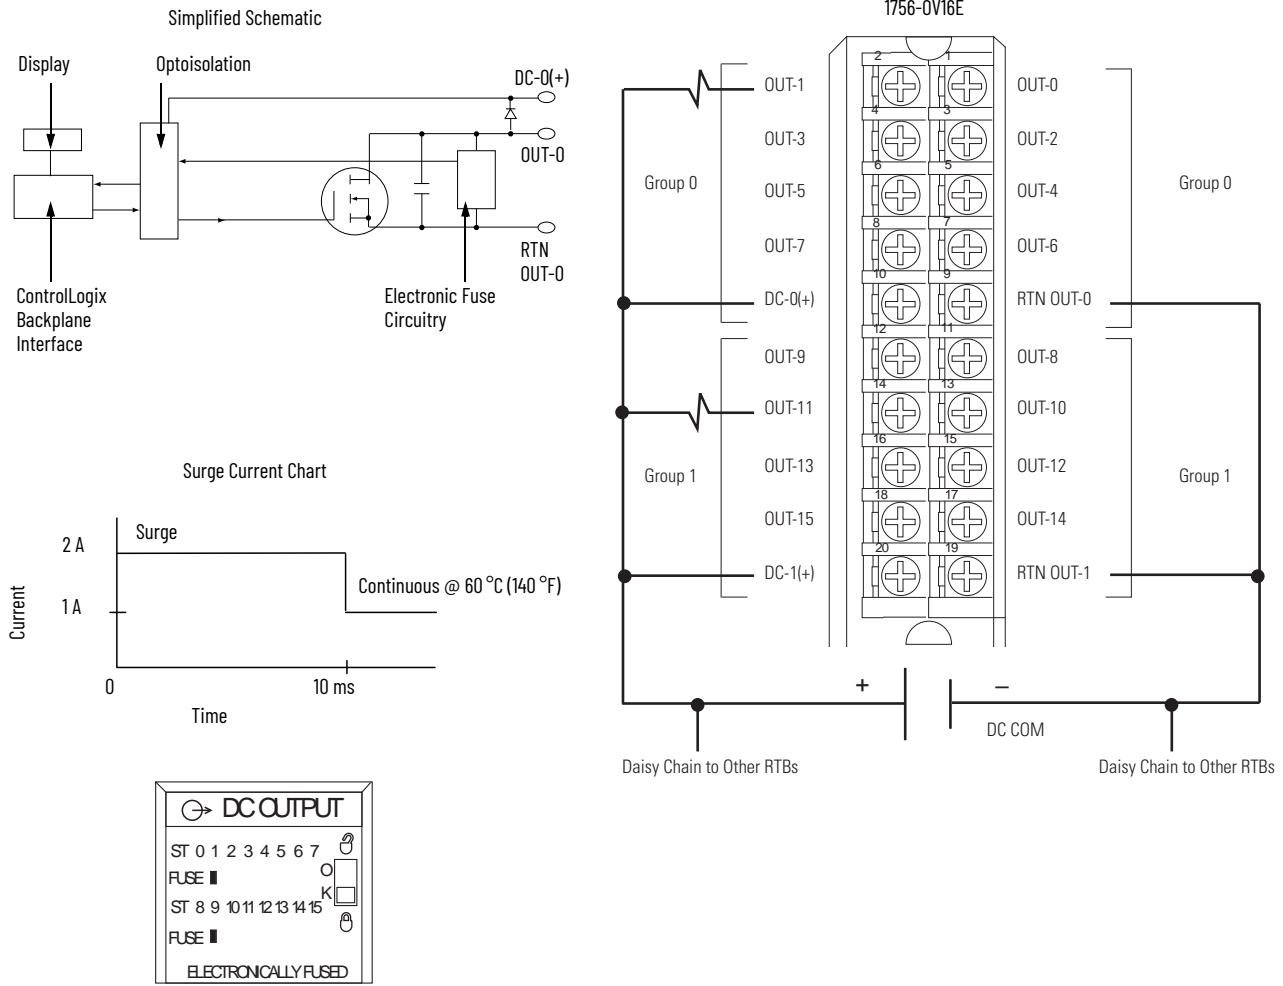 Simplified Schematic
Display
Optoisolation
DC-0(+)
OUT-0
RTN
OUT-0
ControlLogix
Backplane
Interface
Electronic Fuse
Circuitry
Surge Current Chart
Surge
2 A
Continuous @ 60 °C (140 °F)
1 A
Current
0
10 ms
Time
DC OUTPUT
ST 0 1 2 3 4 5 6 7
FUSE
O
K
ST 8 9 10 11 12 13 14 15
FUSE
ELECTRONICALLY FUSED
1756-OV16E
2 1
OUT-1
OUT-0
4 3
OUT-3
OUT-2
6 5
Group 0
Group 0
OUT-5
OUT-4
8 7
OUT-7
OUT-6
10 9
DC-0(+)
RTN OUT-0
12 11
OUT-9
OUT-8
14 13
OUT-11
OUT-10
16 15
OUT-13
OUT-12
Group 1
Group 1
18 17
OUT-15
OUT-14
20 19
DC-1(+)
RTN OUT-1
+
–
DC COM
Daisy Chain to Other RTBs
Daisy Chain to Other RTBs